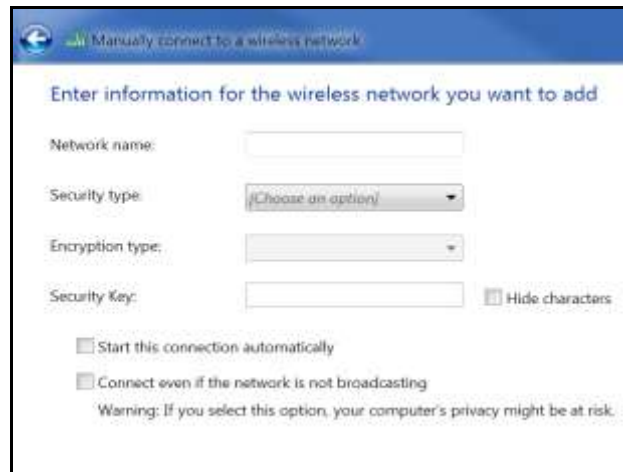 Manually connect to a wireless network
Enter information for the wireless network you want to add
Network name:
Security type:
[Choose an option]
Encryption type:
Security Key:
Hide characters
Start this connection automatically
Connect even if the network is not broadcasting
Warning: If you select this option, your computer's privacy might be at risk.